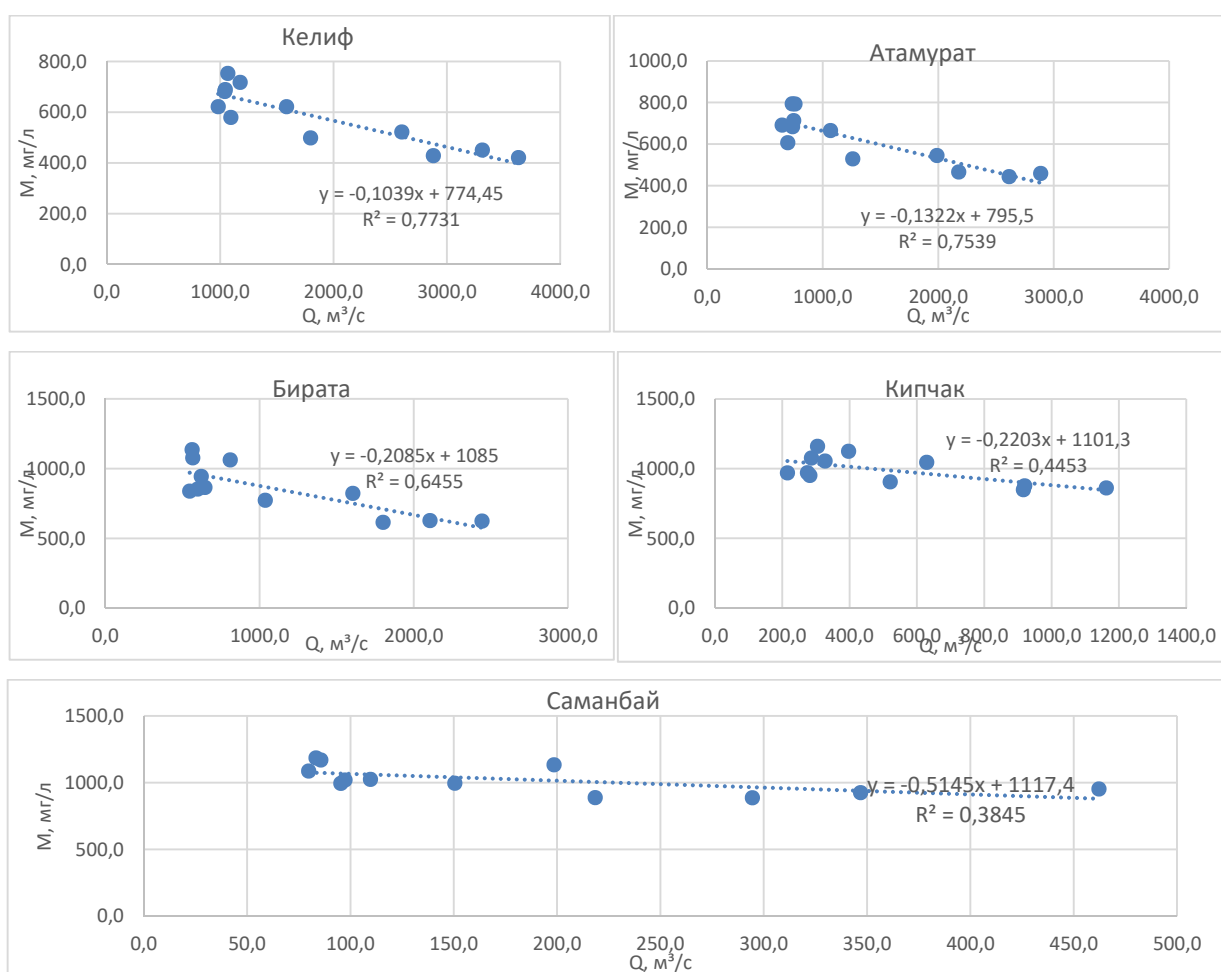 Келиф
800,0
600,0
400,0
200,0
0,0
М, мг/л
y = -0,1039x + 774,45
R² = 0,7731
0,0 1000,0 2000,0 3000,0 4000,0
Q, м³/с
Атамурат
1000,0
800,0
600,0
400,0
200,0
0,0
М, мг/л
y = -0,1322x + 795,5
R² = 0,7539
0,0 1000,0 2000,0 3000,0 4000,0
Q, м³/с
Бирата
1500,0
1000,0
500,0
0,0
М, мг/л
y = -0,2085x + 1085
R² = 0,6455
0,0 1000,0 2000,0 3000,0
Q, м³/с
Кипчак
1500,0
1000,0
500,0
0,0
М, мг/л
y = -0,2203x + 1101,3
R² = 0,4453
0,0 200,0 400,0 600,0 800,0 1000,0 1200,0 1400,0
Q, м³/с
Саманбай
1500,0
1000,0
500,0
0,0
М, мг/л
y = -0,5145x + 1117,4
R² = 0,3845
0,0 50,0 100,0 150,0 200,0 250,0 300,0 350,0 400,0 450,0 500,0
Q, м³/с